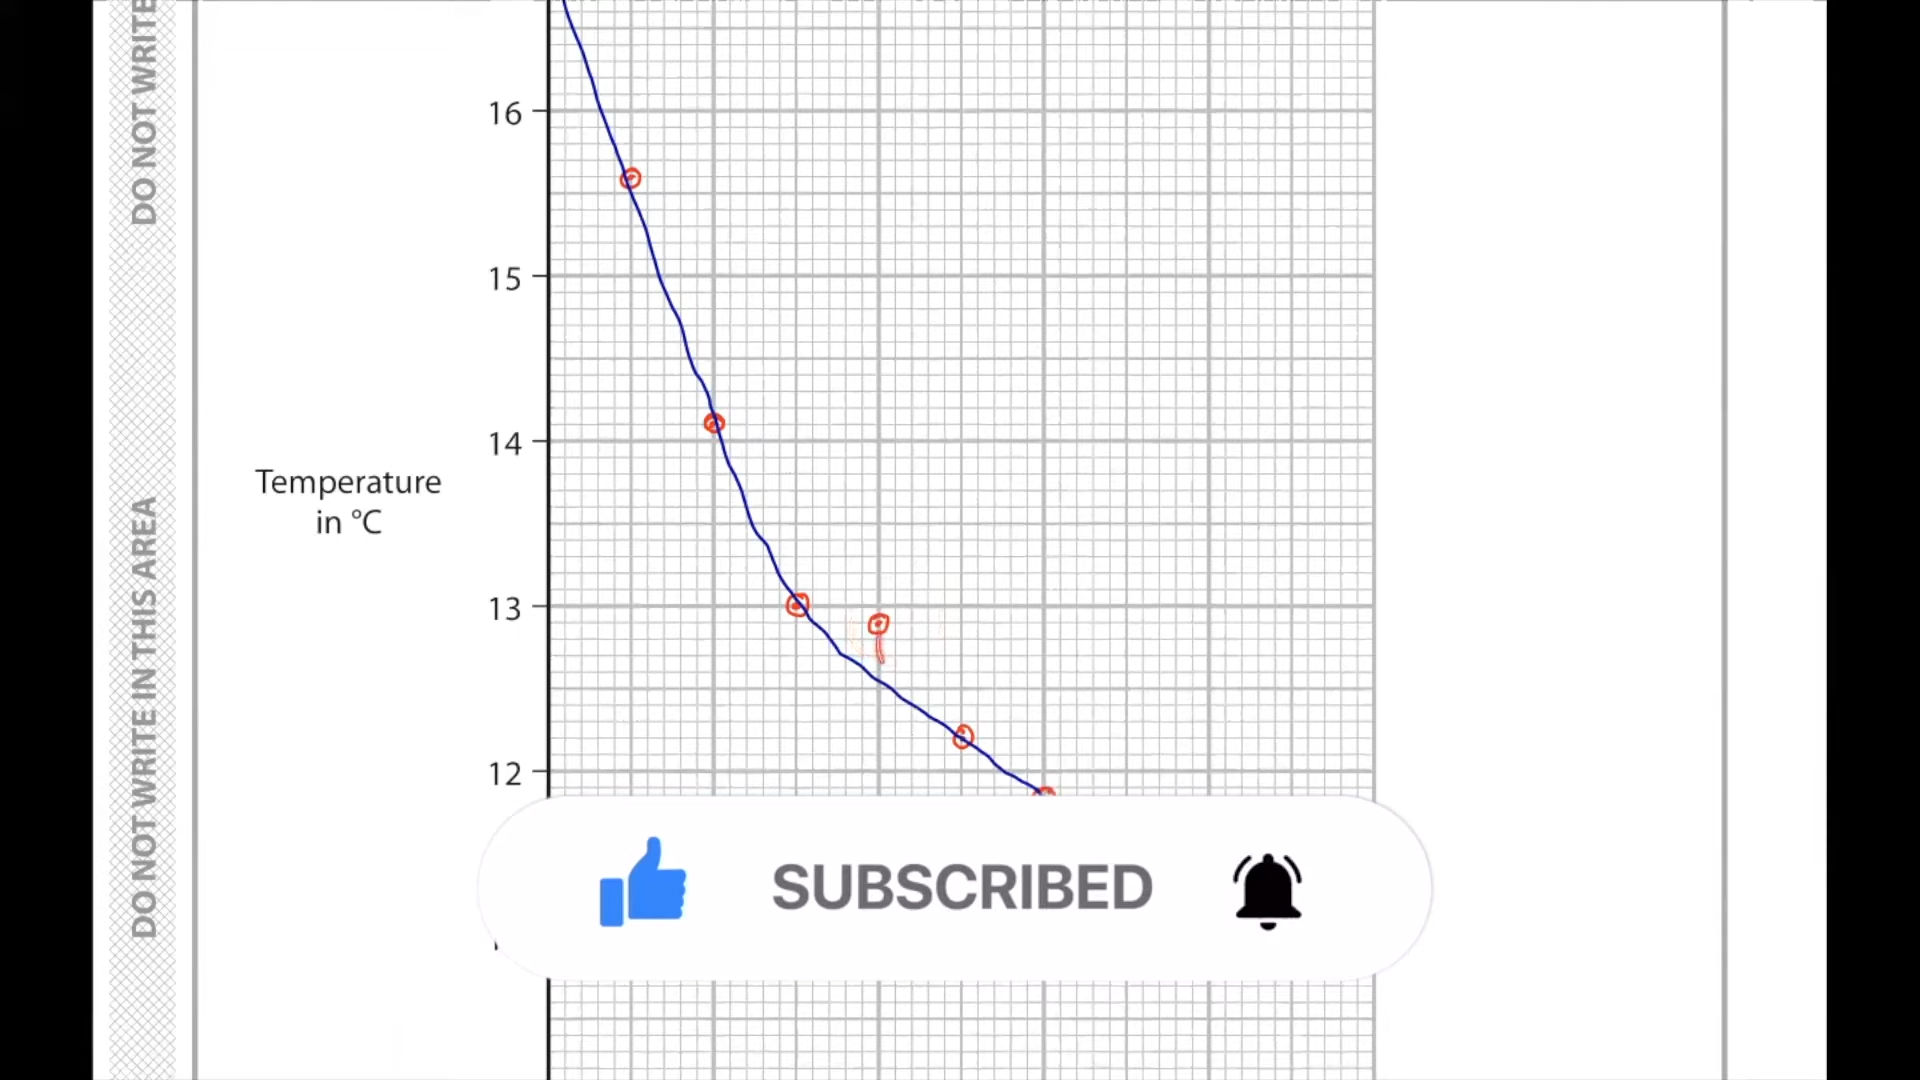 DO NOT WRITE
DO NOT WRITE IN THIS AREA
16
15
14
13
12
Temperature
in °C
SUBSCRIBED